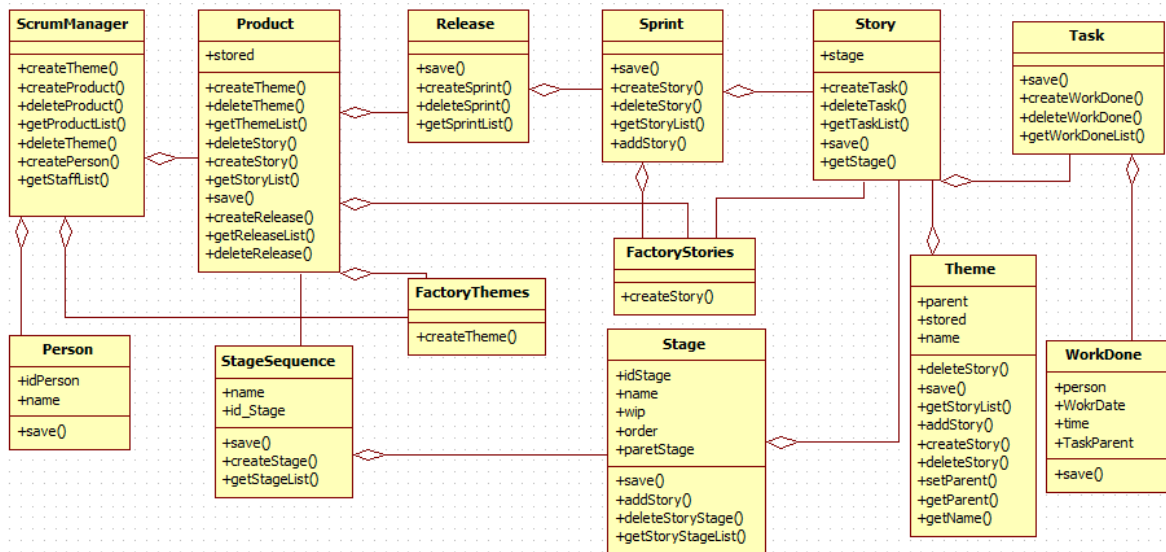 ScrumManager
+createTheme()
+createProduct()
+deleteProduct()
+getProductList()
+deleteTheme()
+createPerson()
+getStaffList()
Product
+stored
+createTheme()
+deleteTheme()
+getThemeList()
+deleteStory()
+createStory()
+getStoryList()
+save()
+createRelease()
+getReleaseList()
+deleteRelease()
Release
+save()
+createSprint()
+deleteSprint()
+getSprintList()
Sprint
+save()
+createStory()
+deleteStory()
+getStoryList()
+addStory()
Story
+stage
+createTask()
+deleteTask()
+getTaskList()
+save()
+getStage()
Task
+save()
+createWorkDone()
+deleteWorkDone()
+getWorkDoneList()
FactoryStories
+createStory()
FactoryThemes
+createTheme()
Theme
+parent
+stored
+name
+deleteStory()
+save()
+getStoryList()
+addStory()
+createStory()
+deleteStory()
+setParent()
+getParent()
+getName()
Person
+idPerson
+name
+save()
StageSequence
+name
+id_Stage
+save()
+createStage()
+getStageList()
Stage
+idStage
+name
+wip
+order
+paretStage
+save()
+addStory()
+deleteStoryStage()
+getStoryStageList()
WorkDone
+person
+WokrDate
+time
+TaskParent
+save()